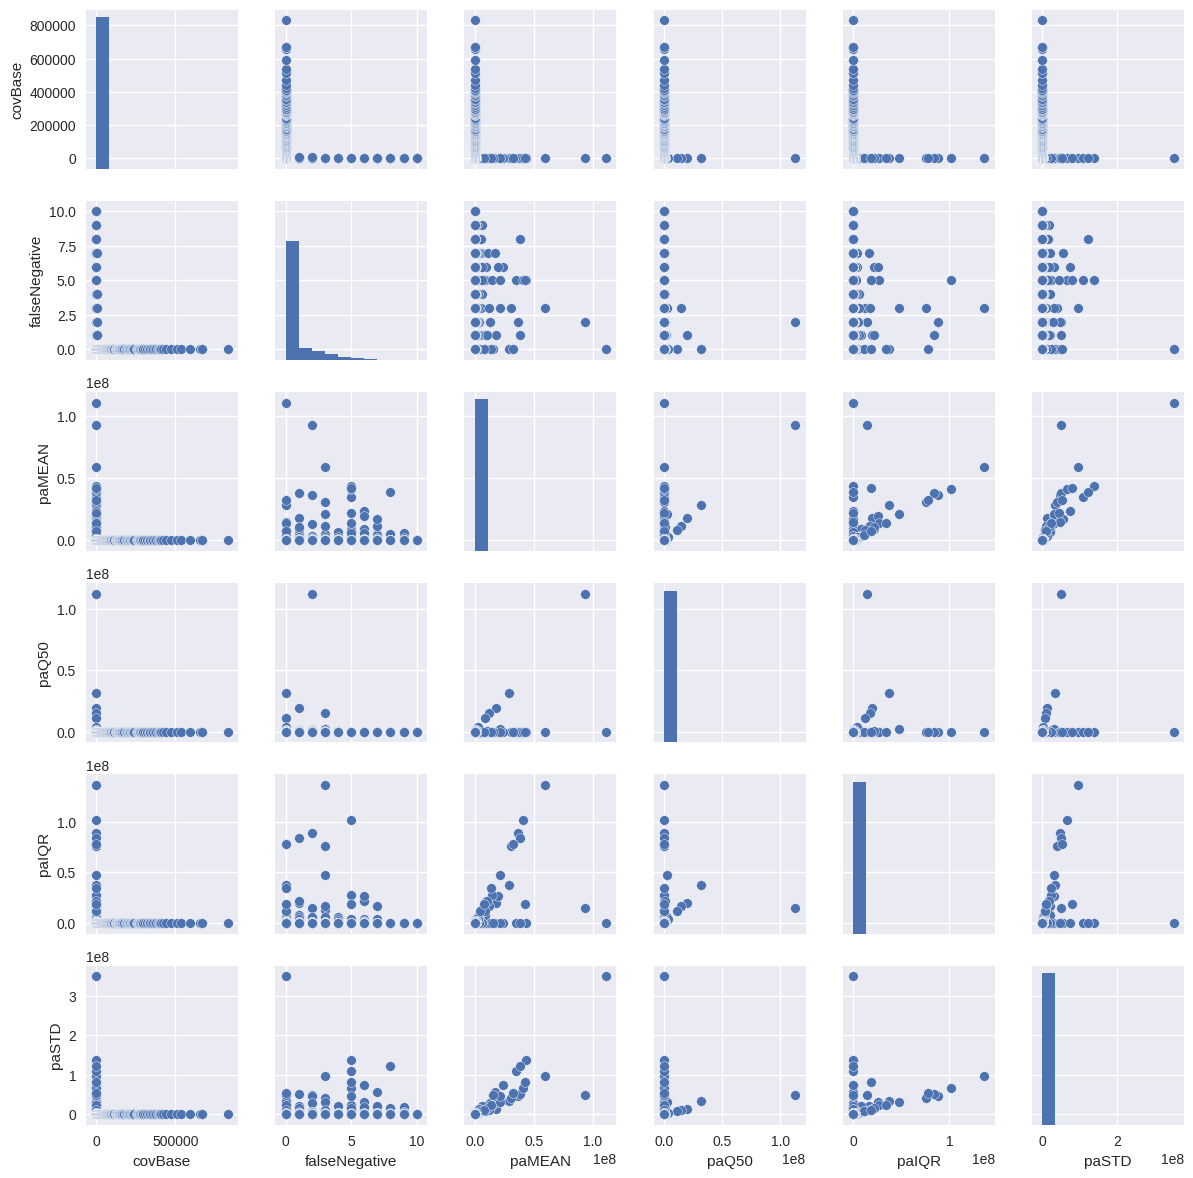 800000
600000
400000
200000
0
covBase
10.0
7.5
5.0
2.5
0.0
falseNegative
1e8
1.0
0.5
0.0
paMEAN
1e8
1.0
0.5
0.0
paQ50
1e8
1.0
0.5
0.0
paIQR
1e8
3
2
1
0
paSTD
0 500000
covBase
0 5 10
falseNegative
0.0 0.5 1.0
paMEAN 1e8
0.0 0.5 1.0
paQ50 1e8
0 1
paIQR 1e8
0 2
paSTD 1e8